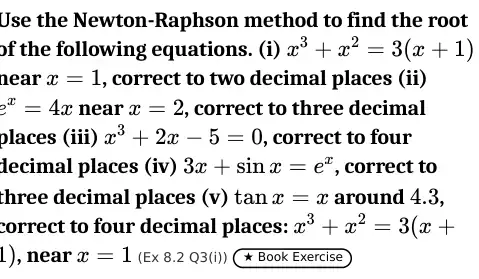 Use the Newton-Raphson method to find the root
of the following equations. (i) x³ + x² = 3(x + 1)
near x = 1, correct to two decimal places (ii)
eˣ = 4x near x = 2, correct to three decimal
places (iii) x³ + 2x − 5 = 0, correct to four
decimal places (iv) 3x + sin x = eˣ, correct to
three decimal places (v) tan x = x around 4.3,
correct to four decimal places: x³ + x² = 3(x +
1), near x = 1 (Ex 8.2 Q3(i)) ★ Book Exercise